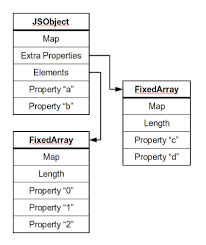 JSObject
Map
Extra Properties
Elements
Property “a”
Property “b”
FixedArray
Map
Length
Property “c”
Property “d”
FixedArray
Map
Length
Property “0”
Property “1”
Property “2”